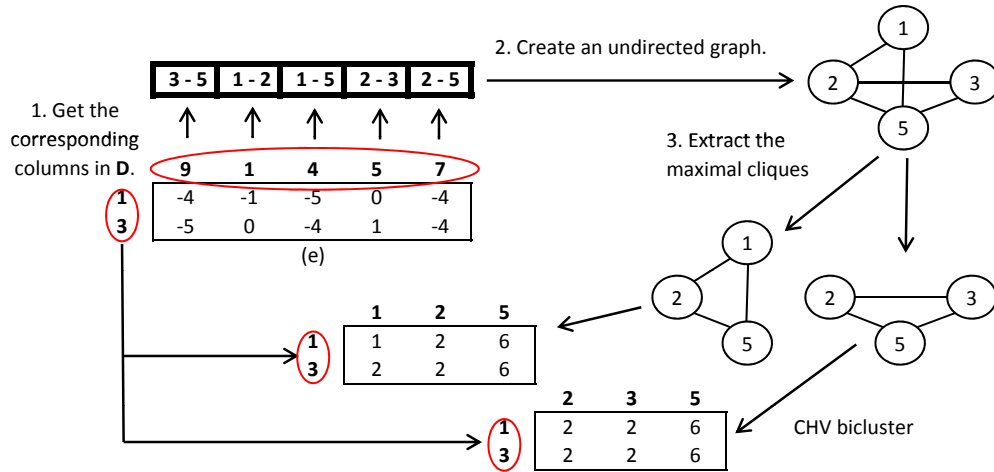 2. Create an undirected graph.
3 - 5 1 - 2 1 - 5 2 - 3 2 - 5
1. Get the
corresponding
columns in D.
9 1 4 5 7
1 -4 -1 -5 0 -4
3 -5 0 -4 1 -4
(e)
1
2 3
5
3. Extract the
maximal cliques
1
2
5
2 3
5
1 2 5
1 1 2 6
3 2 2 6
2 3 5
1 2 2 6
3 2 2 6
CHV bicluster